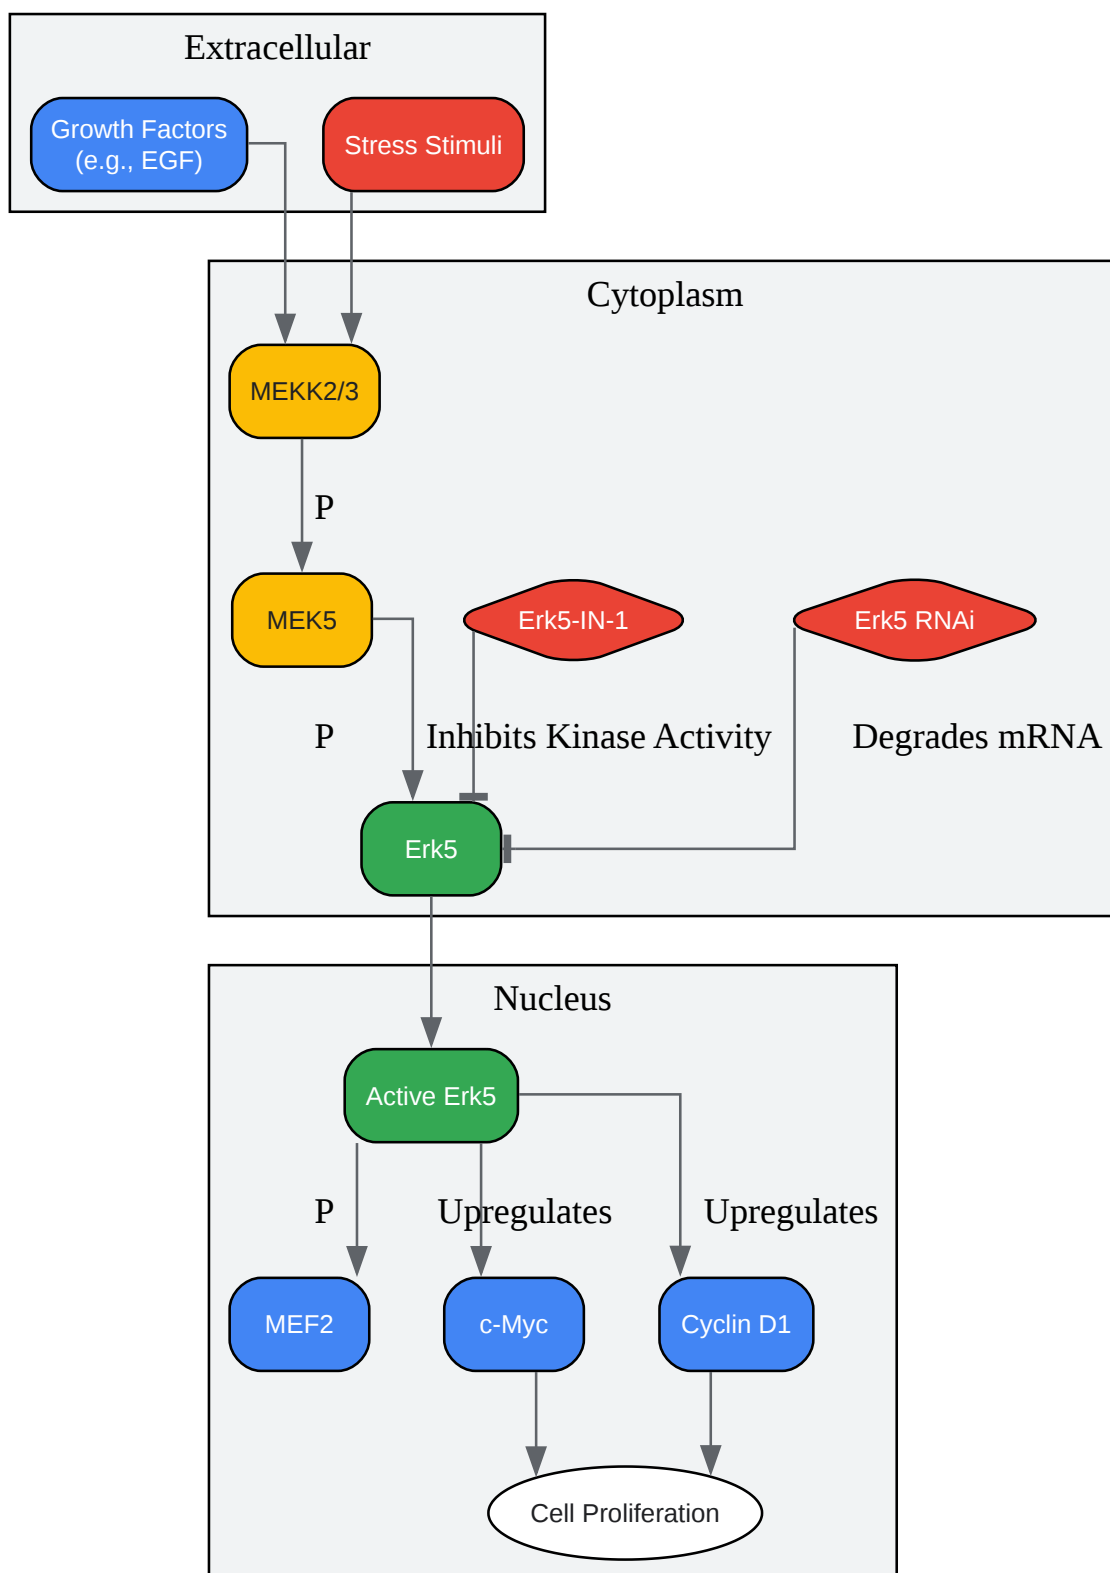 Extracellular
Growth Factors
(e.g., EGF)
Stress Stimuli
Cytoplasm
MEKK2/3
P
MEK5
Erk5-IN-1
Erk5 RNAi
P
Inhibits Kinase Activity
Degrades mRNA
Erk5
Nucleus
Active Erk5
P
Upregulates
Upregulates
MEF2
c-Myc
Cyclin D1
Cell Proliferation